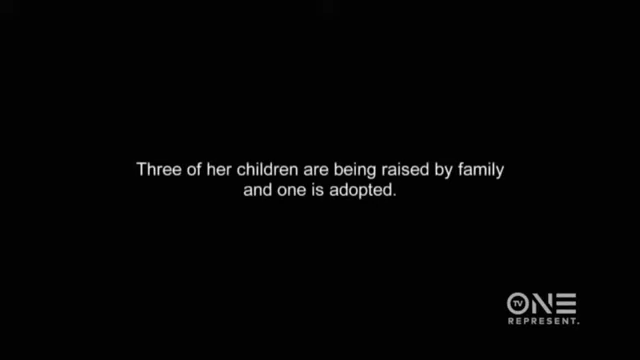 Three of her children are being raised by family
and one is adopted.
TV ONE
REPRESENT.